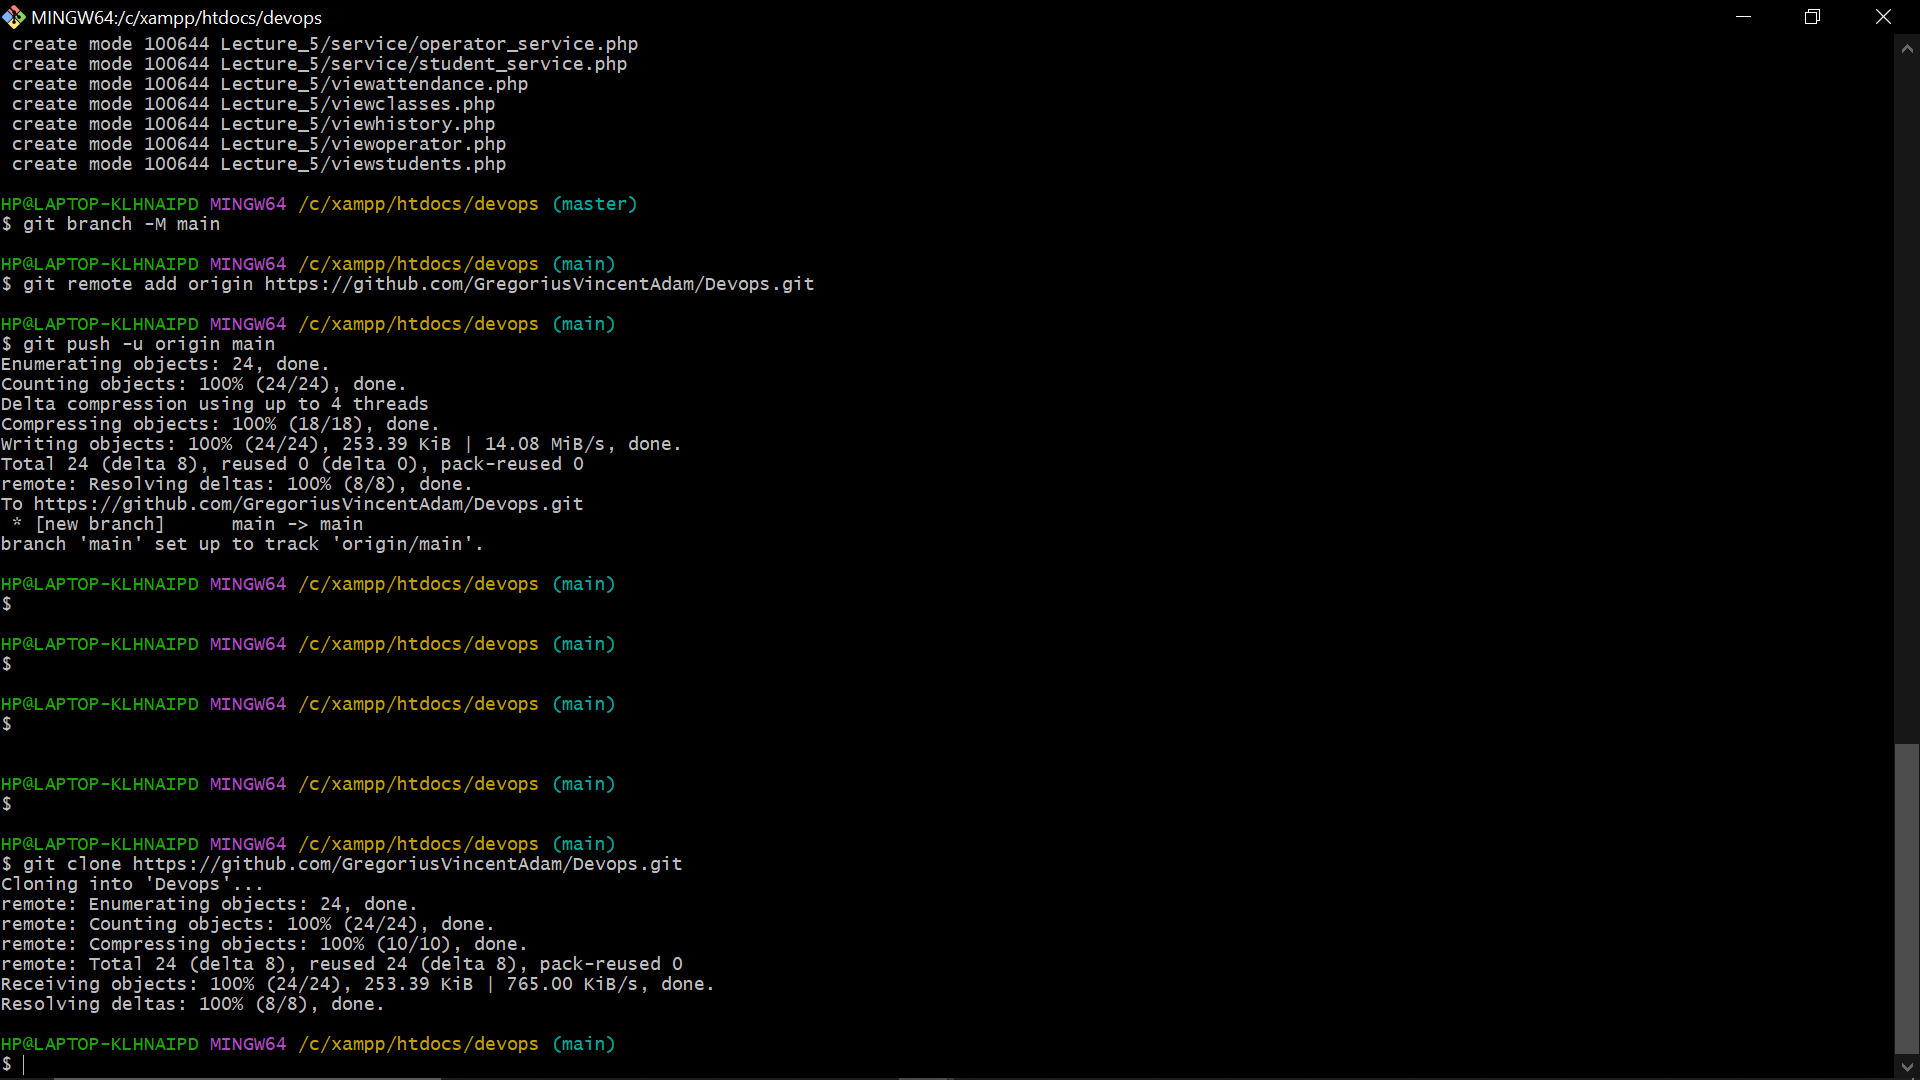 MINGW64:/c/xampp/htdocs/devops
 create mode 100644 Lecture_5/service/operator_service.php
 create mode 100644 Lecture_5/service/student_service.php
 create mode 100644 Lecture_5/viewattendance.php
 create mode 100644 Lecture_5/viewclasses.php
 create mode 100644 Lecture_5/viewhistory.php
 create mode 100644 Lecture_5/viewoperator.php
 create mode 100644 Lecture_5/viewstudents.php
HP@LAPTOP-KLHNAIPD MINGW64 /c/xampp/htdocs/devops (master)
$ git branch -M main
HP@LAPTOP-KLHNAIPD MINGW64 /c/xampp/htdocs/devops (main)
$ git remote add origin https://github.com/GregoriusVincentAdam/Devops.git
HP@LAPTOP-KLHNAIPD MINGW64 /c/xampp/htdocs/devops (main)
$ git push -u origin main
Enumerating objects: 24, done.
Counting objects: 100% (24/24), done.
Delta compression using up to 4 threads
Compressing objects: 100% (18/18), done.
Writing objects: 100% (24/24), 253.39 KiB | 14.08 MiB/s, done.
Total 24 (delta 8), reused 0 (delta 0), pack-reused 0
remote: Resolving deltas: 100% (8/8), done.
To https://github.com/GregoriusVincentAdam/Devops.git
 * [new branch]      main -> main
branch 'main' set up to track 'origin/main'.
HP@LAPTOP-KLHNAIPD MINGW64 /c/xampp/htdocs/devops (main)
$
HP@LAPTOP-KLHNAIPD MINGW64 /c/xampp/htdocs/devops (main)
$
HP@LAPTOP-KLHNAIPD MINGW64 /c/xampp/htdocs/devops (main)
$
HP@LAPTOP-KLHNAIPD MINGW64 /c/xampp/htdocs/devops (main)
$
HP@LAPTOP-KLHNAIPD MINGW64 /c/xampp/htdocs/devops (main)
$ git clone https://github.com/GregoriusVincentAdam/Devops.git
Cloning into 'Devops'...
remote: Enumerating objects: 24, done.
remote: Counting objects: 100% (24/24), done.
remote: Compressing objects: 100% (10/10), done.
remote: Total 24 (delta 8), reused 24 (delta 8), pack-reused 0
Receiving objects: 100% (24/24), 253.39 KiB | 765.00 KiB/s, done.
Resolving deltas: 100% (8/8), done.
HP@LAPTOP-KLHNAIPD MINGW64 /c/xampp/htdocs/devops (main)
$